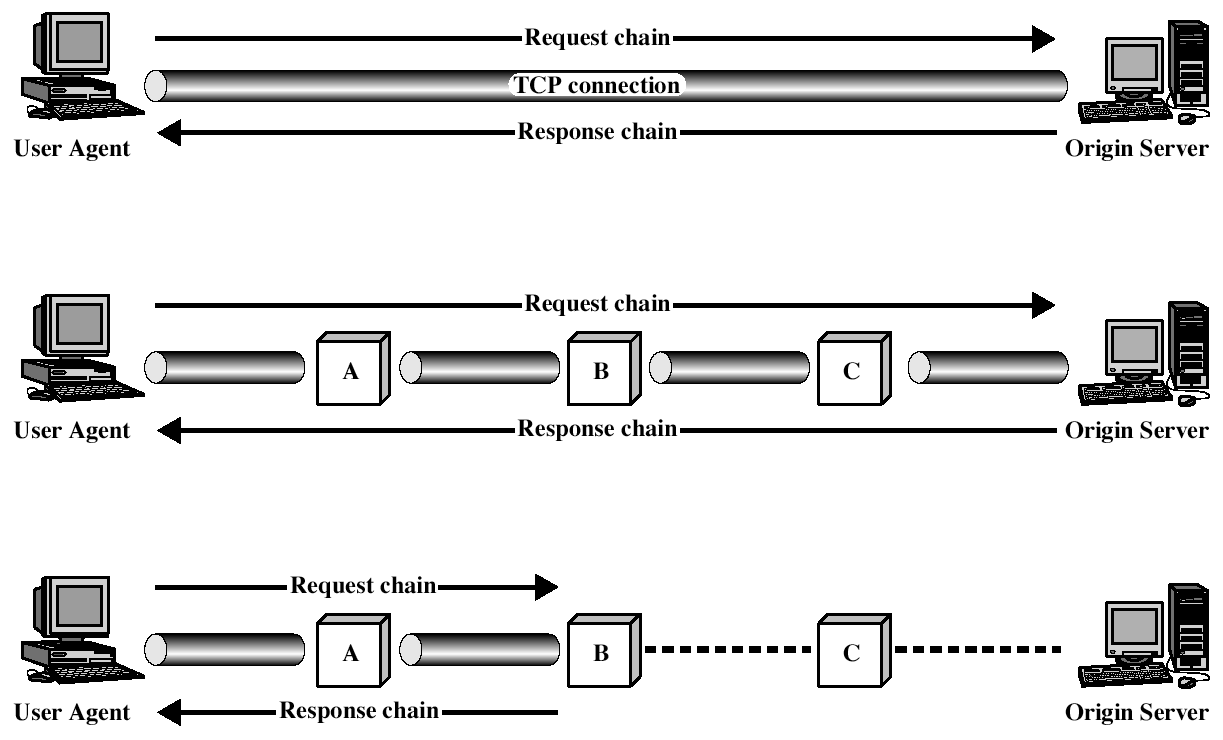 Request chain
TCP connection
Response chain
User Agent
Origin Server
Request chain
A
B
C
Response chain
User Agent
Origin Server
Request chain
A
B
C
Response chain
User Agent
Origin Server